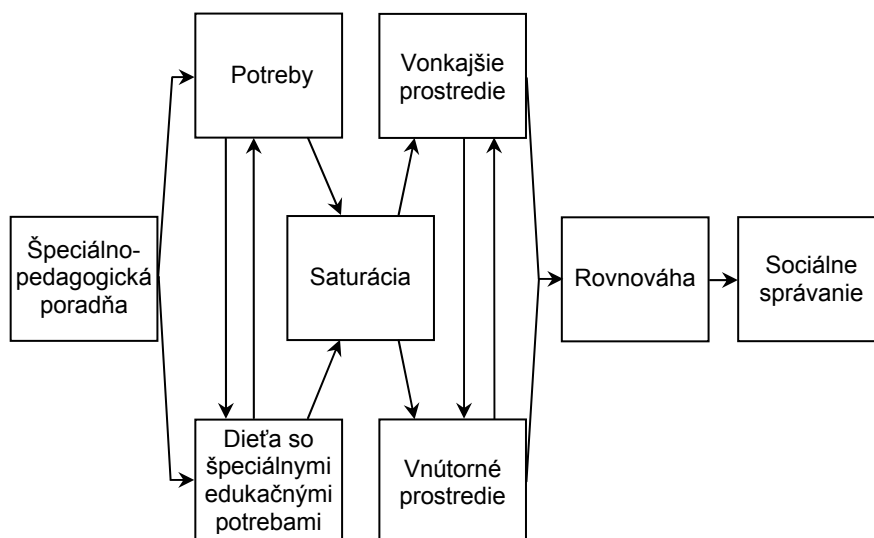 Potreby
Vonkajšie
prostredie
Špeciálno-
pedagogická
poradňa
Saturácia
Rovnováha
Sociálne
správanie
Dieťa so
špeciálnymi
edukačnými
potrebami
Vnútorné
prostredie